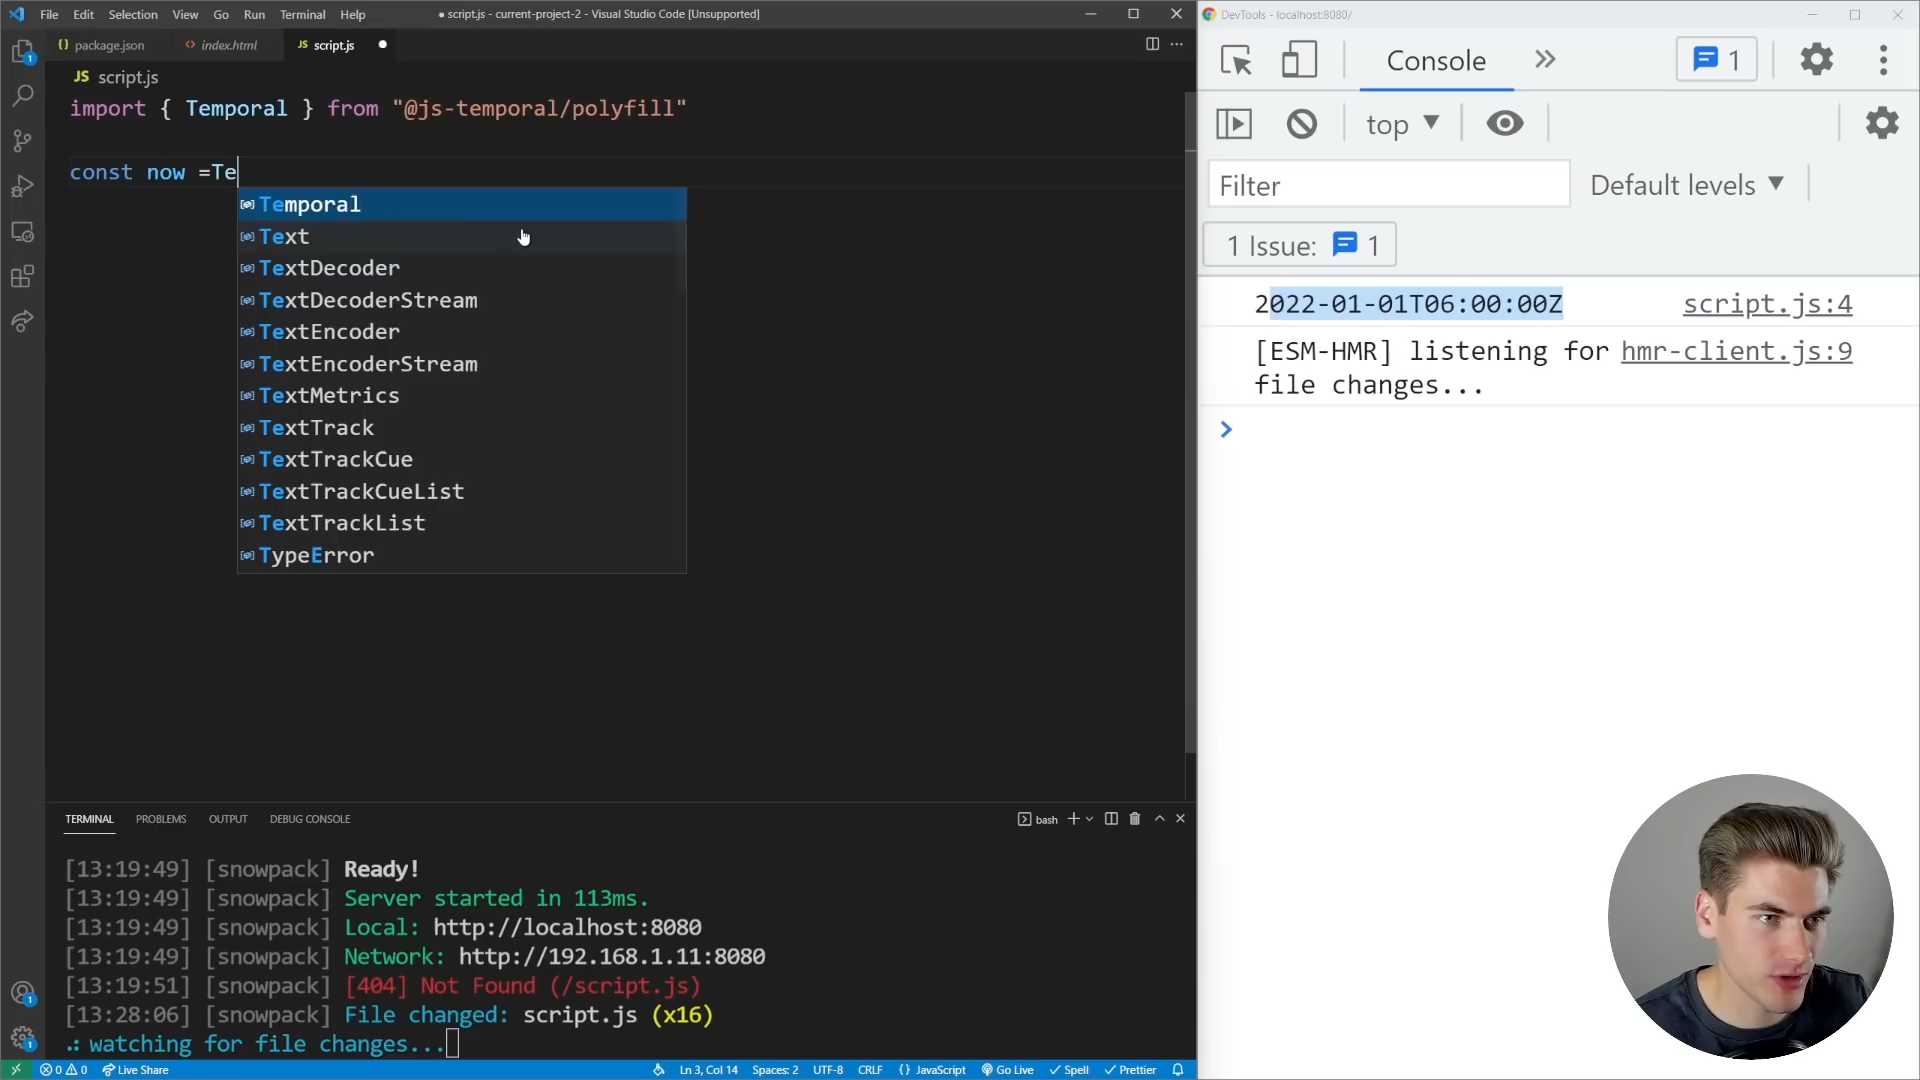 File Edit Selection View Go Run Terminal Help
● script.js - current-project-2 - Visual Studio Code [Unsupported]
{} package.json
<> index.html
JS script.js ●
JS script.js
import { Temporal } from "@js-temporal/polyfill"
const now =Te
Temporal
Text
TextDecoder
TextDecoderStream
TextEncoder
TextEncoderStream
TextMetrics
TextTrack
TextTrackCue
TextTrackCueList
TextTrackList
TypeError
TERMINAL PROBLEMS OUTPUT DEBUG CONSOLE
bash
[13:19:49] [snowpack] Ready!
[13:19:49] [snowpack] Server started in 113ms.
[13:19:49] [snowpack] Local: http://localhost:8080
[13:19:49] [snowpack] Network: http://192.168.1.11:8080
[13:19:51] [snowpack] [404] Not Found (/script.js)
[13:28:06] [snowpack] File changed: script.js (x16)
watching for file changes...
0 0 Live Share
Ln 3, Col 14 Spaces: 2 UTF-8 CRLF {} JavaScript Go Live Spell Prettier
1
1
1
DevTools - localhost:8080/
Console
1
top
Filter
Default levels
1 Issue: 1
2022-01-01T06:00:00Z script.js:4
[ESM-HMR] listening for hmr-client.js:9
file changes...